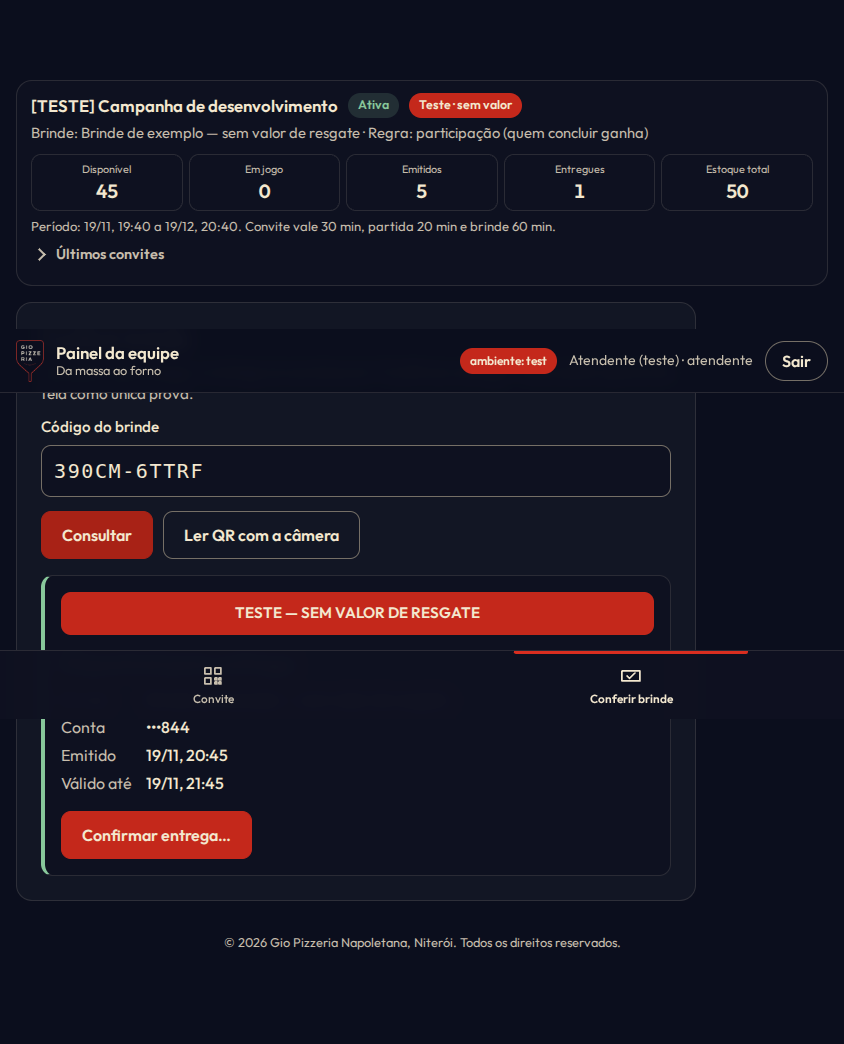 [TESTE] Campanha de desenvolvimento Ativa Teste · sem valor
Brinde: Brinde de exemplo — sem valor de resgate · Regra: participação (quem concluir ganha)
Disponível Em jogo Emitidos Entregues Estoque total
45 0 5 1 50
Período: 19/11, 19:40 a 19/12, 20:40. Convite vale 30 min, partida 20 min e brinde 60 min.
Últimos convites
GIO
PIZZE
RIA
Painel da equipe
Da massa ao forno
ambiente: test Atendente (teste) · atendente Sair
tela como única prova.
Código do brinde
390CM-6TTRF
Consultar Ler QR com a câmera
TESTE — SEM VALOR DE RESGATE
Convite Conferir brinde
Conta •••844
Emitido 19/11, 20:45
Válido até 19/11, 21:45
Confirmar entrega…
© 2026 Gio Pizzeria Napoletana, Niterói. Todos os direitos reservados.